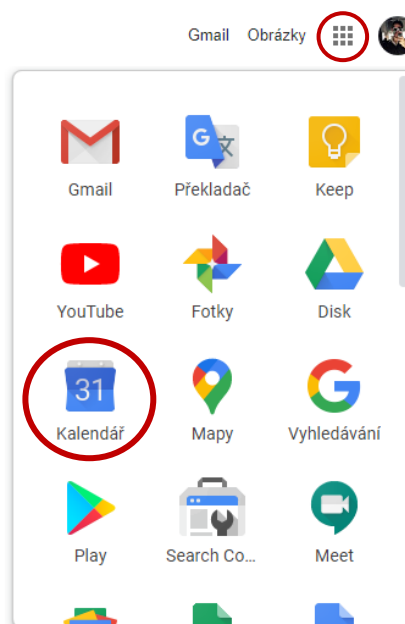 Gmail Obrázky
Gmail Překladač Keep
YouTube Fotky Disk
31
Kalendář Mapy Vyhledávání
Play Search Co... Meet